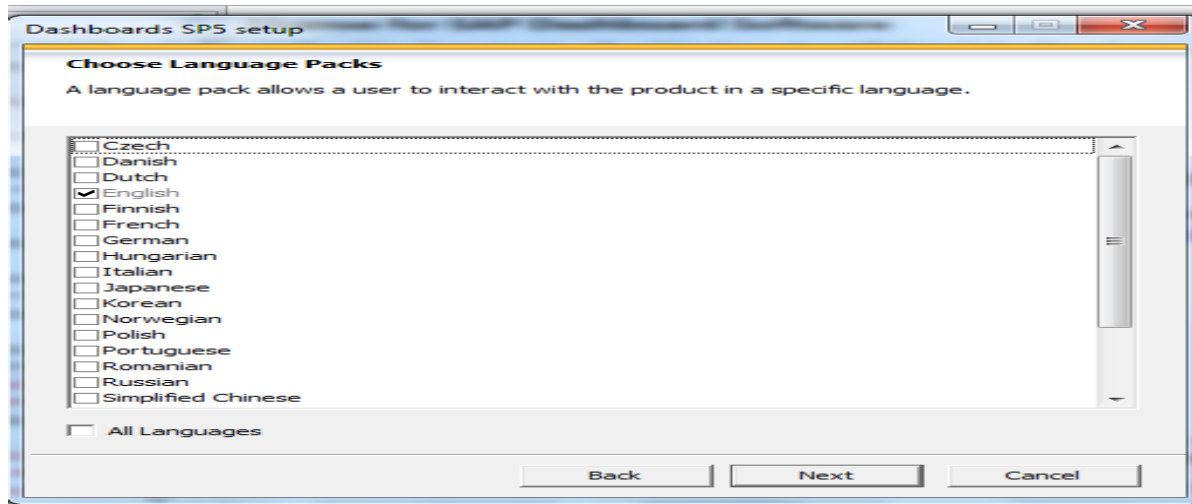 Dashboards SP5 setup
Choose Language Packs
A language pack allows a user to interact with the product in a specific language.
Czech
Danish
Dutch
English
Finnish
French
German
Hungarian
Italian
Japanese
Korean
Norwegian
Polish
Portuguese
Romanian
Russian
Simplified Chinese
All Languages
Back Next Cancel